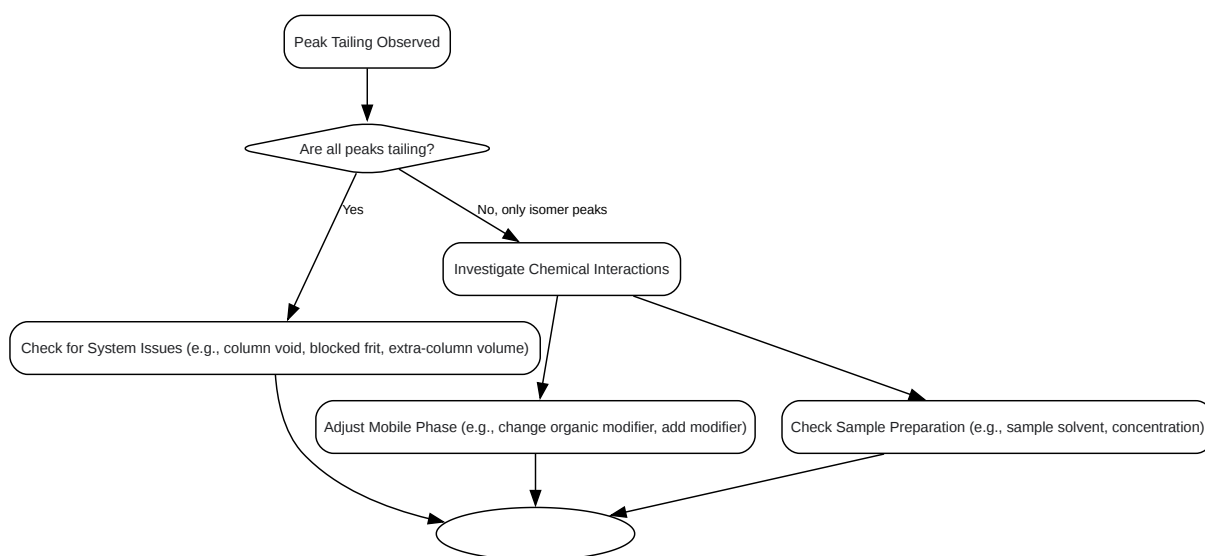 Peak Tailing Observed
Are all peaks tailing?
Yes
No, only isomer peaks
Investigate Chemical Interactions
Check for System Issues (e.g., column void, blocked frit, extra-column volume)
Adjust Mobile Phase (e.g., change organic modifier, add modifier)
Check Sample Preparation (e.g., sample solvent, concentration)